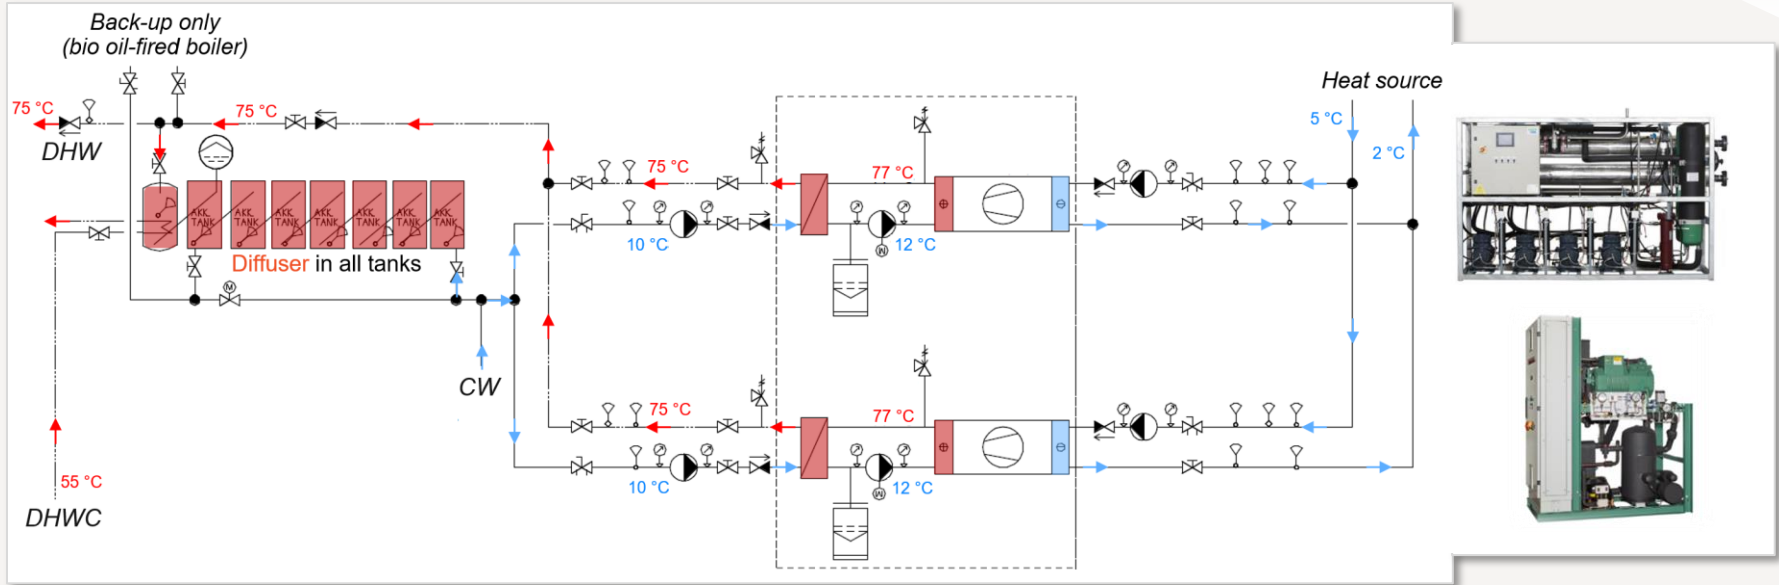 Back-up only
(bio oil-fired boiler)
Heat source
75 °C
75 °C
5 °C
DHW
2 °C
75 °C
77 °C
AKK. TANK
AKK. TANK
AKK. TANK
AKK. TANK
AKK. TANK
AKK. TANK
AKK. TANK
10 °C
12 °C
Diffuser in all tanks
M
M
CW
75 °C
77 °C
55 °C
10 °C
12 °C
M
DHWC